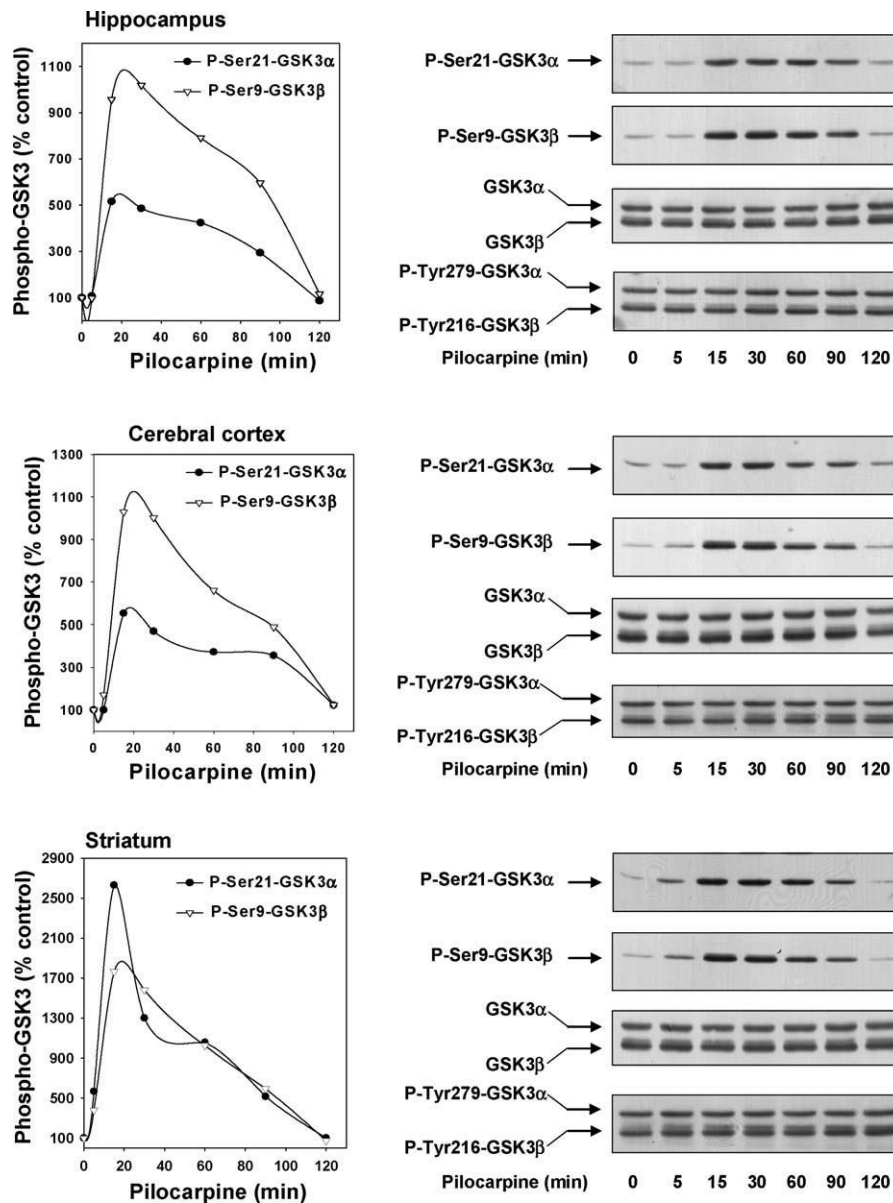 Hippocampus
Phospho-GSK3 (% control)
1100
900
700
500
300
100
P-Ser21-GSK3α
P-Ser9-GSK3β
0 20 40 60 80 100 120
Pilocarpine (min)
P-Ser21-GSK3α
P-Ser9-GSK3β
GSK3α
GSK3β
P-Tyr279-GSK3α
P-Tyr216-GSK3β
Pilocarpine (min) 0 5 15 30 60 90 120
Cerebral cortex
Phospho-GSK3 (% control)
1300
1100
900
700
500
300
100
P-Ser21-GSK3α
P-Ser9-GSK3β
0 20 40 60 80 100 120
Pilocarpine (min)
P-Ser21-GSK3α
P-Ser9-GSK3β
GSK3α
GSK3β
P-Tyr279-GSK3α
P-Tyr216-GSK3β
Pilocarpine (min) 0 5 15 30 60 90 120
Striatum
Phospho-GSK3 (% control)
2900
2500
2100
1700
1300
900
500
100
P-Ser21-GSK3α
P-Ser9-GSK3β
0 20 40 60 80 100 120
Pilocarpine (min)
P-Ser21-GSK3α
P-Ser9-GSK3β
GSK3α
GSK3β
P-Tyr279-GSK3α
P-Tyr216-GSK3β
Pilocarpine (min) 0 5 15 30 60 90 120